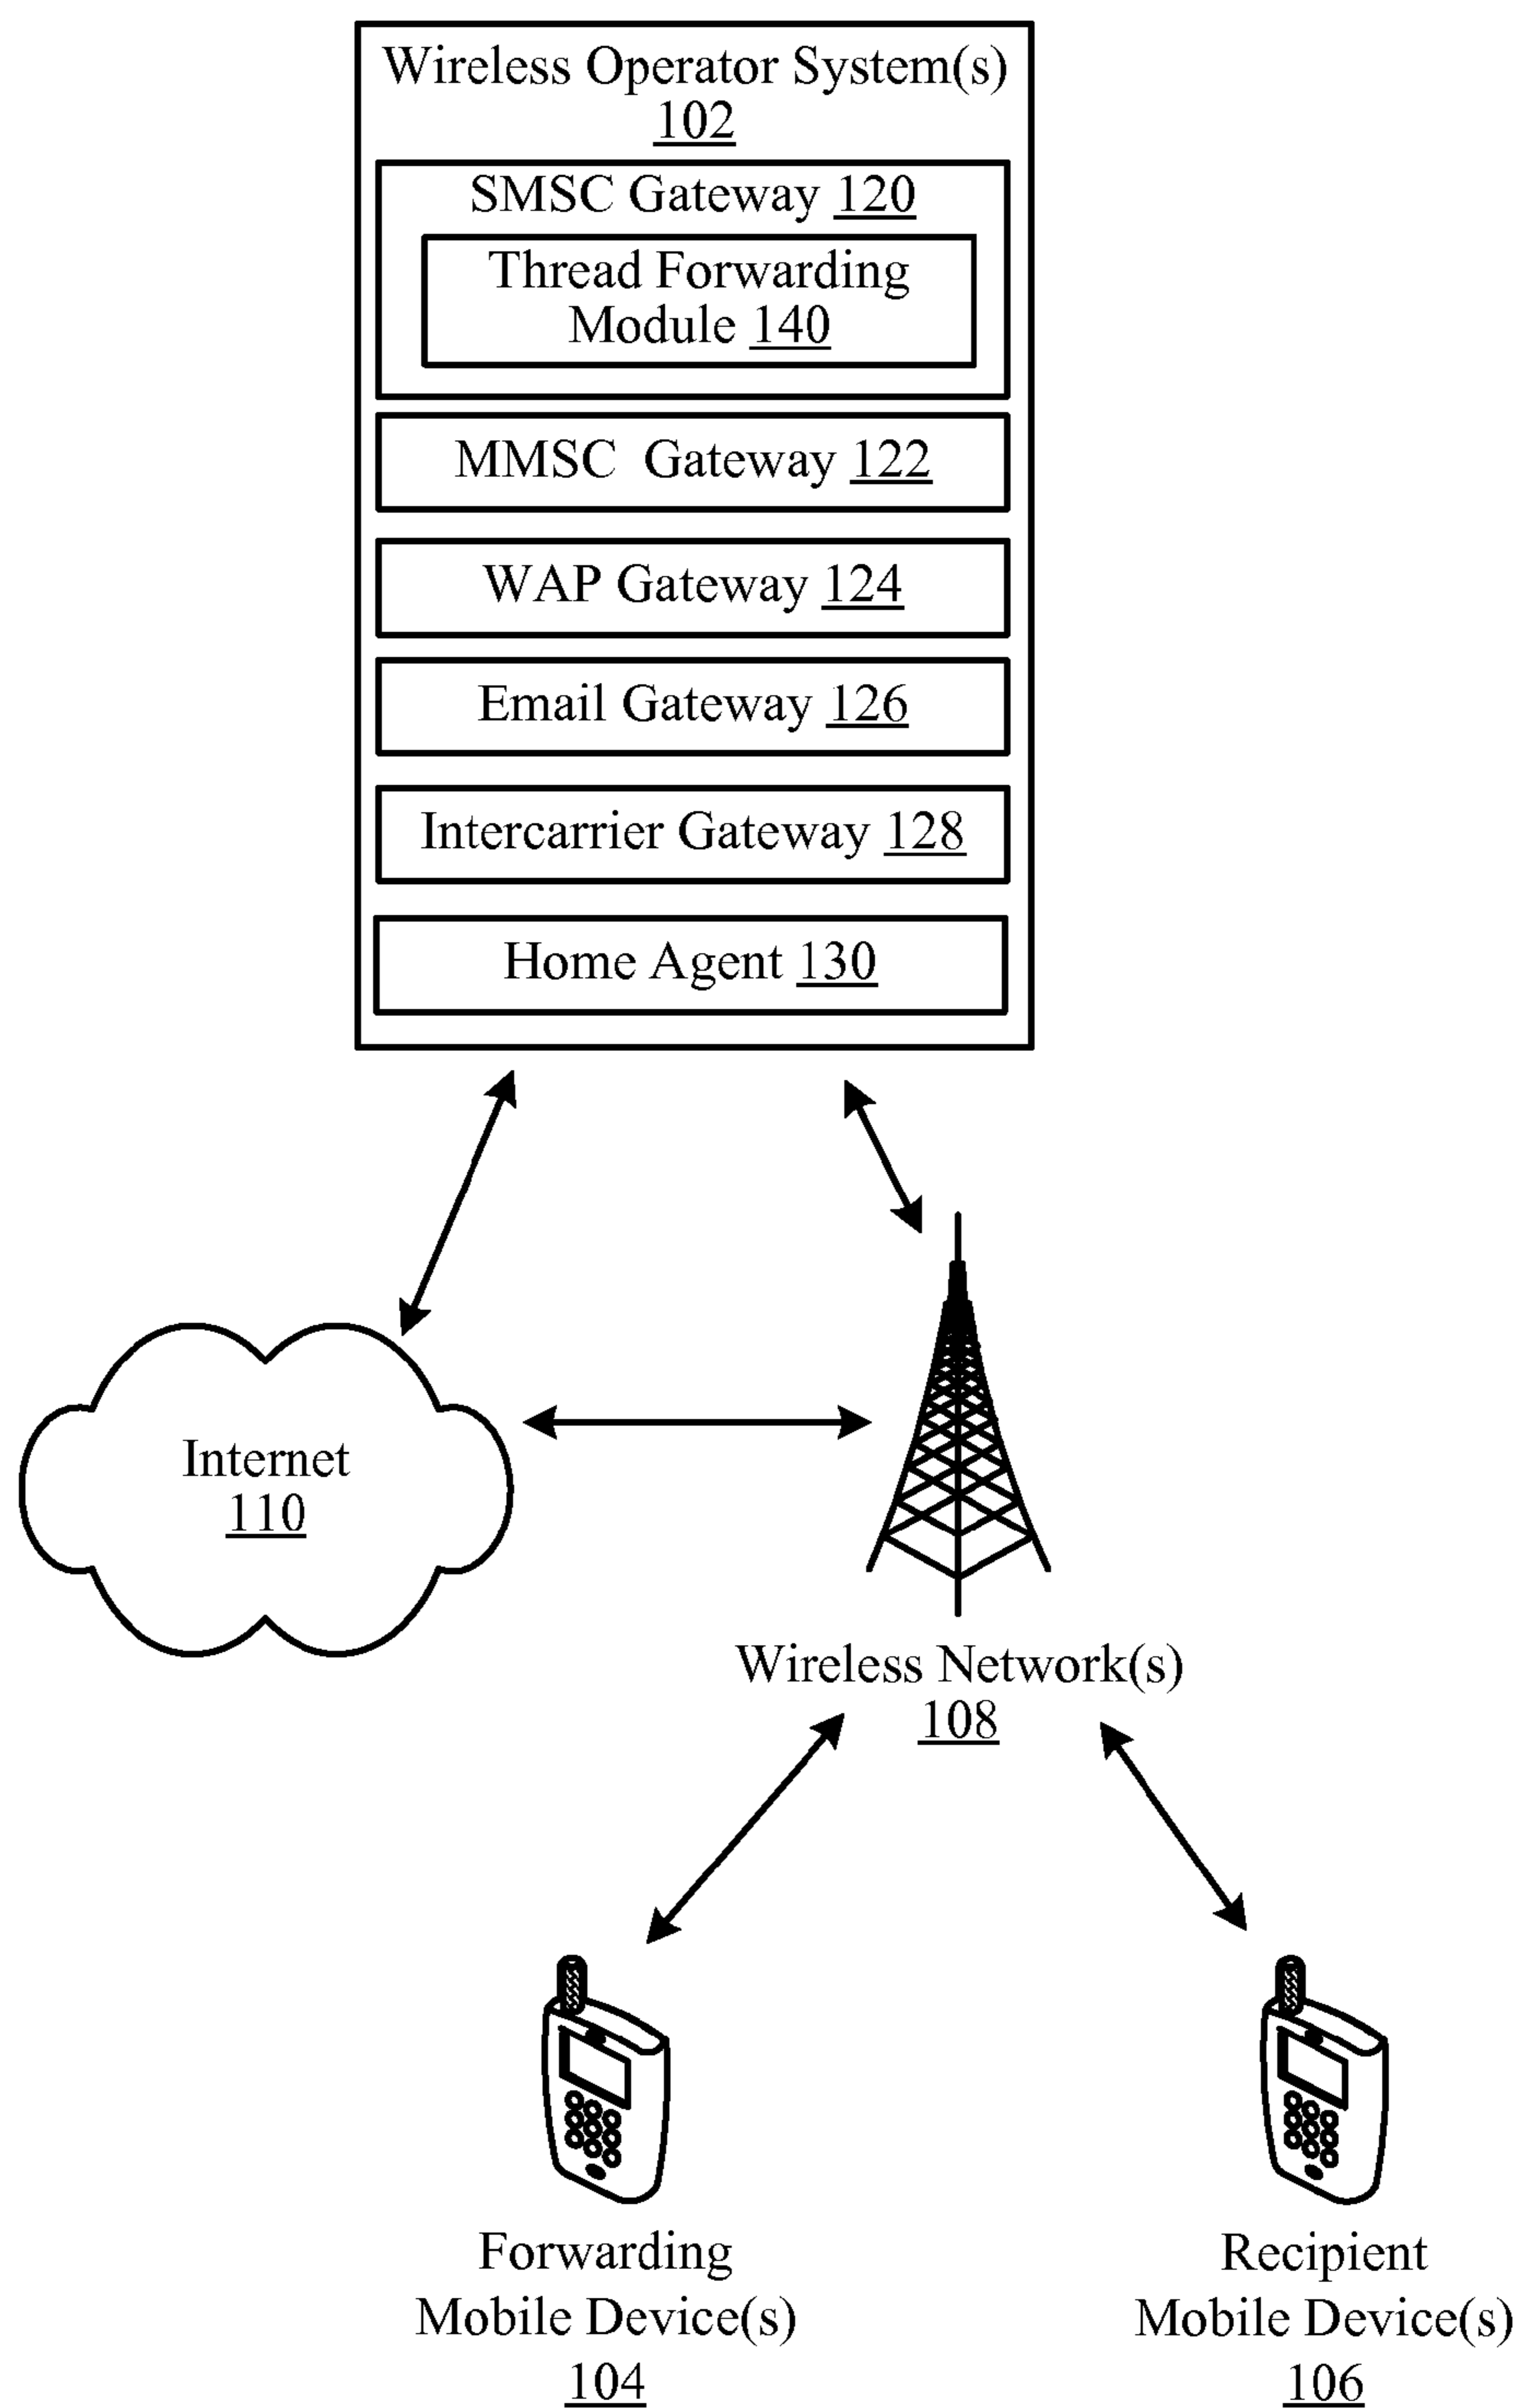 Wireless Operator System(s)
102
SMSC Gateway 120
Thread Forwarding
Module 140
MMSC Gateway 122
WAP Gateway 124
Email Gateway 126
Intercarrier Gateway 128
Home Agent 130
Internet
110
Wireless Network(s)
108
Forwarding
Mobile Device(s)
104
Recipient
Mobile Device(s)
106